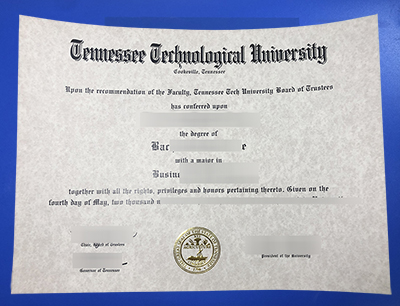 Tennessee Technological University
Cookeville, Tennessee
Upon the recommendation of the Faculty, Tennessee Tech University Board of Trustees
has conferred upon
the degree of
with a major in
together with all the rights, privileges and honors pertaining thereto. Given on the
fourth day of May, two thousand
Chair, Board of Trustees
Governor of Tennessee
President of the University
AGRICULTURE